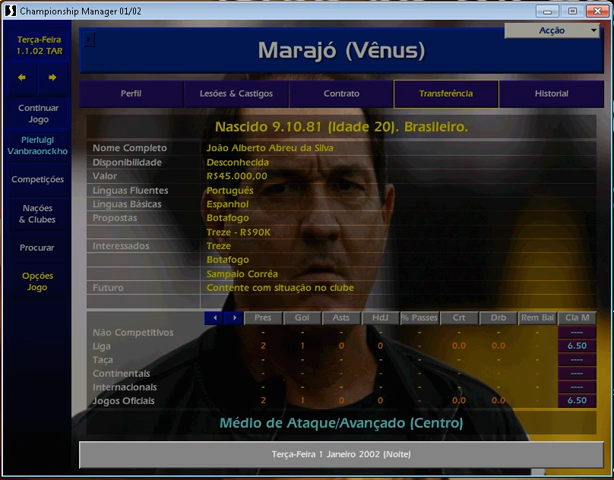 Championship Manager 01/02
Terça-Feira
1.1.02 TAR
Continuar
Jogo
Pierluigi
Vanbraonckho
Competições
Nações
& Clubes
Procurar
Opções
Jogo
Acção
Marajó (Vênus)
Perfil Lesões & Castigos Contrato Transferência Historial
Nascido 9.10.81 (Idade 20). Brasileiro.
Nome Completo João Alberto Abreu da Silva
Disponibilidade Desconhecida
Valor R$45.000,00
Línguas Fluentes Português
Línguas Básicas Espanhol
Propostas Botafogo
Treze - R$90K
Interessados Treze
Botafogo
Sampaio Corréa
Futuro Contente com situação no clube
Pres Gol Asts HdJ % Passes Crt Drb Rem Bal Cla M
Não Competitivos - - - - - - - - ----
Liga 2 1 0 0 - 0.0 0.0 - 6.50
Taça - - - - - - - - ----
Continentais - - - - - - - - ----
Internacionais - - - - - - - - ----
Jogos Oficiais 2 1 0 0 - 0.0 0.0 - 6.50
Médio de Ataque/Avançado (Centro)
Terça-Feira 1 Janeiro 2002 (Noite)